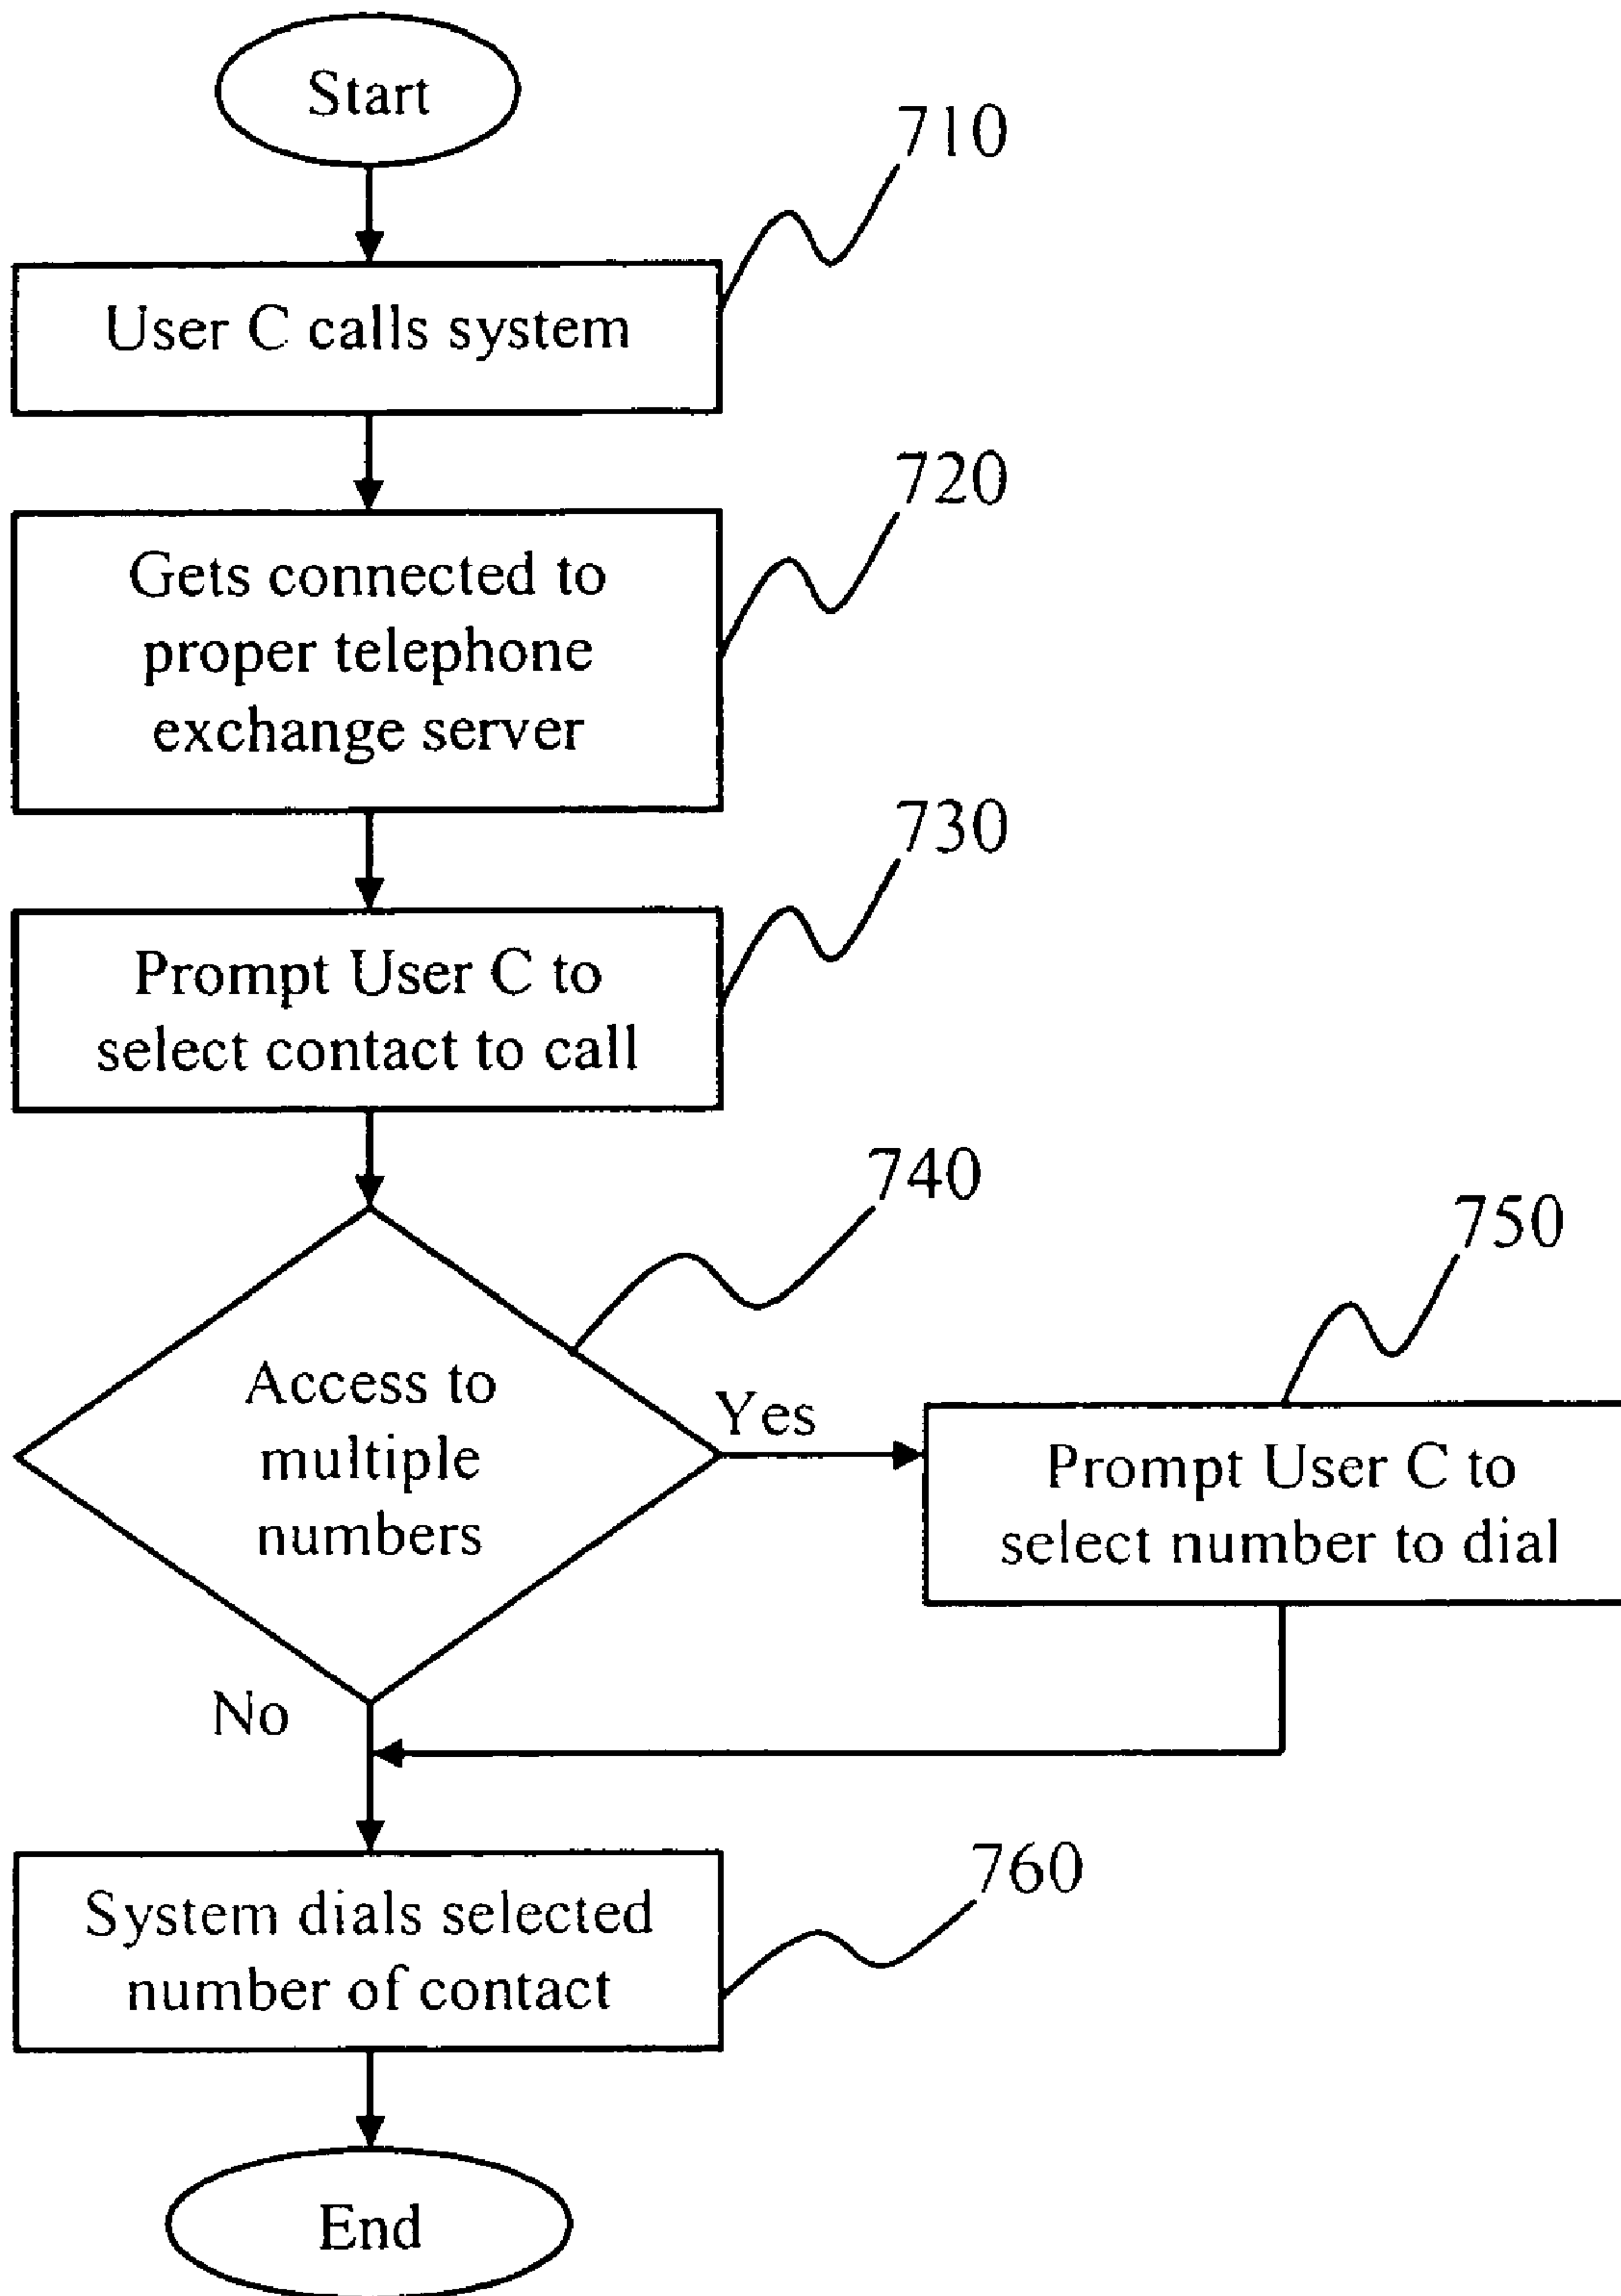 Start
710
User C calls system
720
Gets connected to
proper telephone
exchange server
730
Prompt User C to
select contact to call
740
Access to
multiple
numbers
Yes
750
Prompt User C to
select number to dial
No
760
System dials selected
number of contact
End